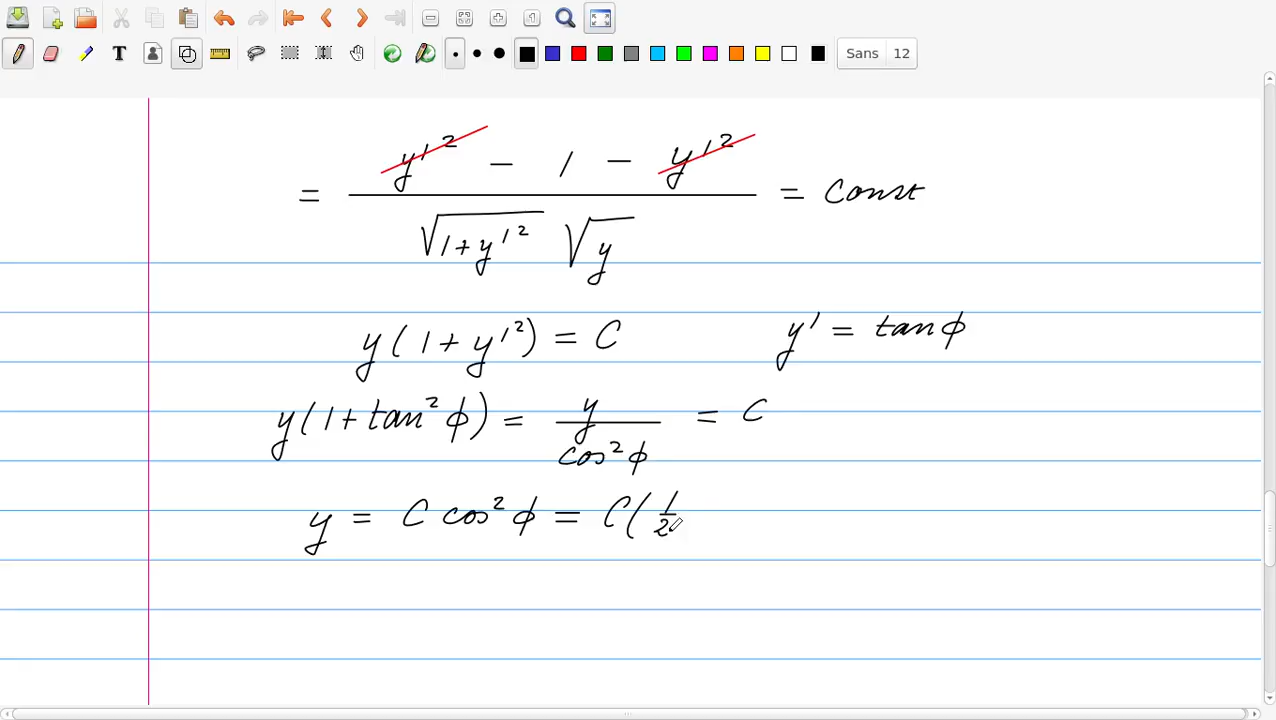 Sans 12
= (y'² - 1 - y'²) / (√(1+y'²) √y) = const
y(1+y'²) = C y' = tanφ
y(1+tan²φ) = y / cos²φ = C
y = C cos²φ = C(1/2